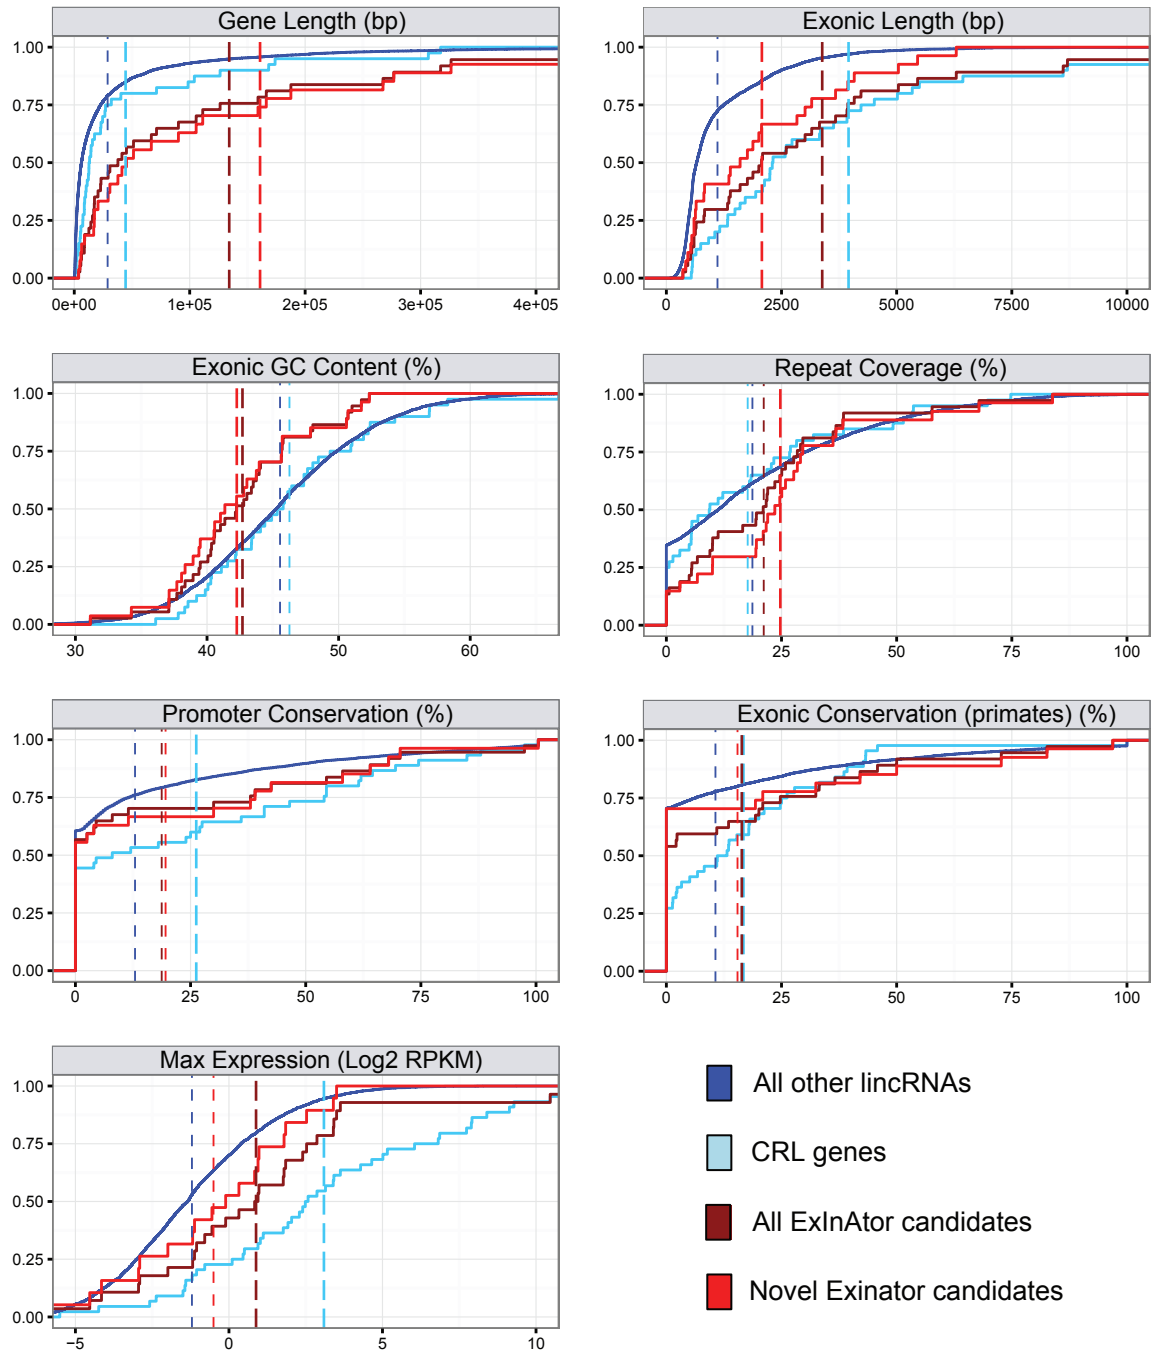 Gene Length (bp)
1.00
0.75
0.50
0.25
0.00
0e+00 1e+05 2e+05 3e+05 4e+05
Exonic Length (bp)
1.00
0.75
0.50
0.25
0.00
0 2500 5000 7500 10000
Exonic GC Content (%)
1.00
0.75
0.50
0.25
0.00
30 40 50 60
Repeat Coverage (%)
1.00
0.75
0.50
0.25
0.00
0 25 50 75 100
Promoter Conservation (%)
1.00
0.75
0.50
0.25
0.00
0 25 50 75 100
Exonic Conservation (primates) (%)
1.00
0.75
0.50
0.25
0.00
0 25 50 75 100
Max Expression (Log2 RPKM)
1.00
0.75
0.50
0.25
0.00
−5 0 5 10
All other lincRNAs
CRL genes
All ExInAtor candidates
Novel Exinator candidates